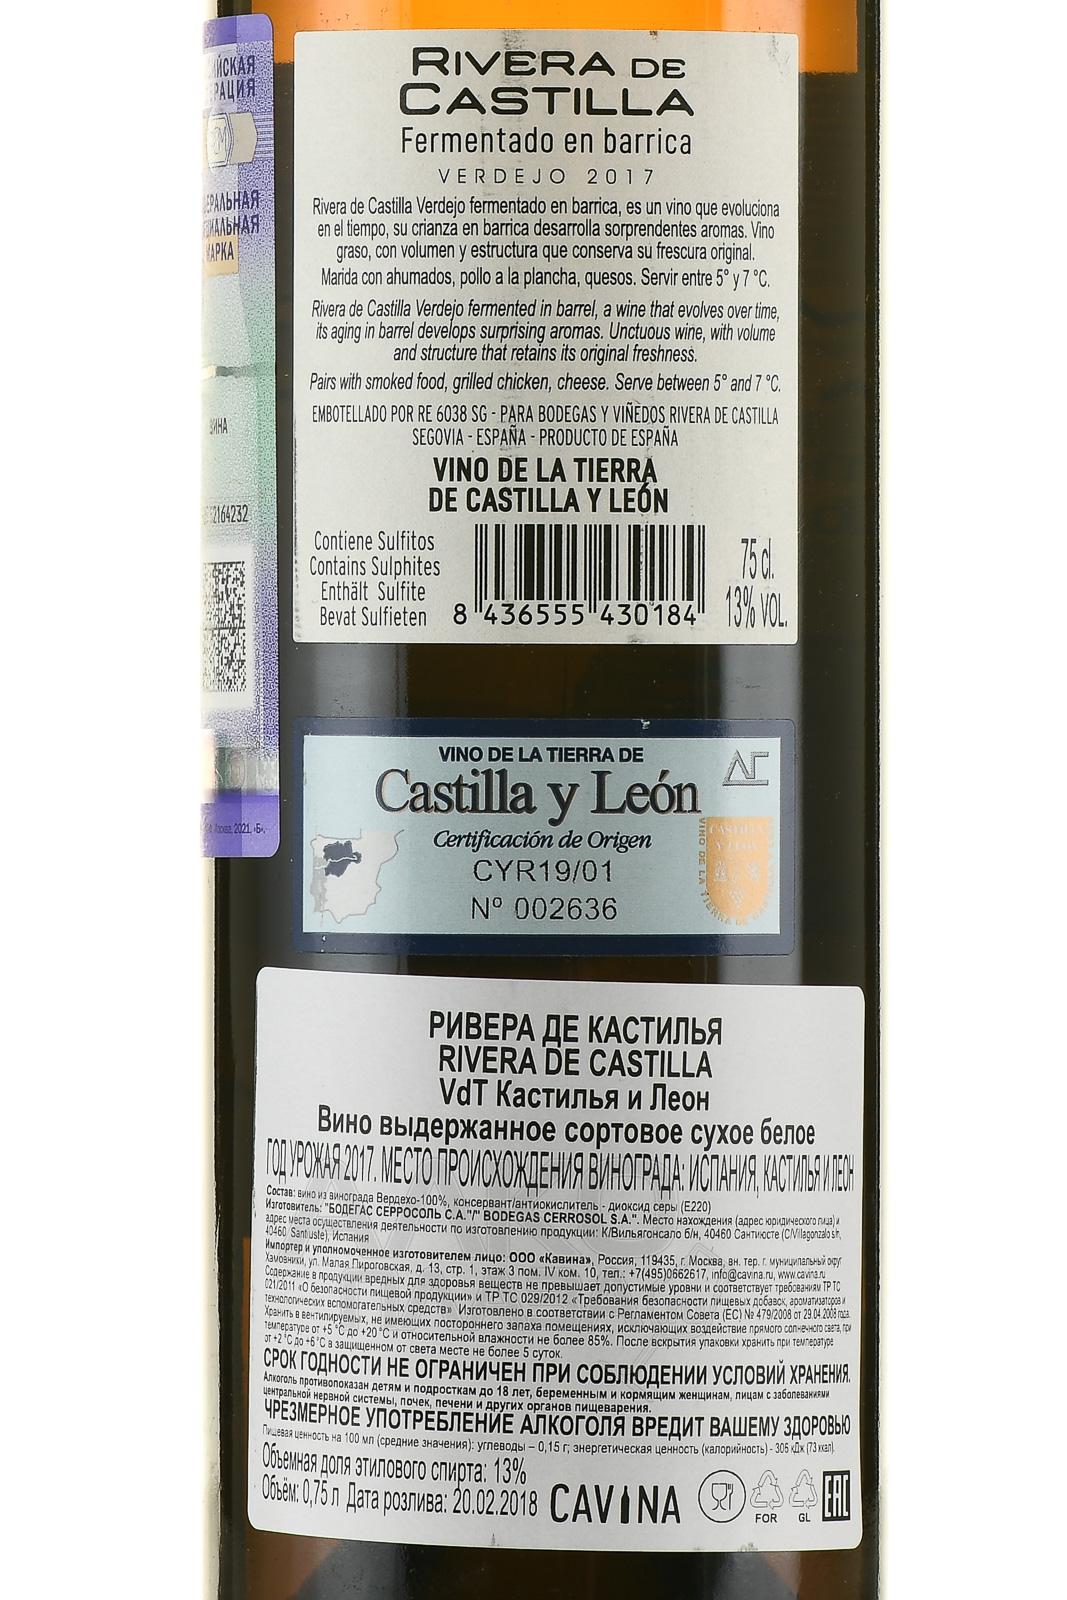 RIVERA DE
CASTILLA
Fermentado en barrica
VERDEJO 2017
Rivera de Castilla Verdejo fermentado en barrica, es un vino que evoluciona
en el tiempo, su crianza en barrica desarrolla sorprendentes aromas. Vino
graso, con volumen y estructura que conserva su frescura original.
Marida con ahumados, pollo a la plancha, quesos. Servir entre 5° y 7 °C.
Rivera de Castilla Verdejo fermented in barrel, a wine that evolves over time,
its aging in barrel develops surprising aromas. Unctuous wine, with volume
and structure that retains its original freshness.
Pairs with smoked food, grilled chicken, cheese. Serve between 5° and 7 °C.
EMBOTELLADO POR RE 6038 SG - PARA BODEGAS Y VIÑEDOS RIVERA DE CASTILLA
SEGOVIA - ESPAÑA - PRODUCTO DE ESPAÑA
VINO DE LA TIERRA
DE CASTILLA Y LEÓN
Contiene Sulfitos
Contains Sulphites
Enthält Sulfite
Bevat Sulfieten
8 436555 430184
75 cl.
13% VOL.
ЙСКАЯ
РАЦИЯ
ЕРАЛЬНАЯ
ИАЛЬНАЯ
МАРКА
ВИНА
2164232
Москва, 2021, «Б».
VINO DE LA TIERRA DE
Castilla y León
Certificación de Origen
CYR19/01
Nº 002636
CASTILLA
Y LEÓN
VINO DE LA TIERRA DE
РИВЕРА ДЕ КАСТИЛЬЯ
RIVERA DE CASTILLA
VdT Кастилья и Леон
Вино выдержанное сортовое сухое белое
ГОД УРОЖАЯ 2017. МЕСТО ПРОИСХОЖДЕНИЯ ВИНОГРАДА: ИСПАНИЯ, КАСТИЛЬЯ И ЛЕОН
Состав: вино из винограда Вердехо-100%, консервант/антиокислитель - диоксид серы (Е220)
Изготовитель: "БОДЕГАС СЕРРОСОЛЬ С.А."/" BODEGAS CERROSOL S.A.". Место нахождения (адрес юридического лица) и
адрес места осуществления деятельности по изготовлению продукции: К/Вильягонсало б/н, 40460 Сантиюсте (C/Villagonzalo s/n,
40460 Santiuste), Испания
Импортер и уполномоченное изготовителем лицо: ООО «Кавина», Россия, 119435, г. Москва, вн. тер. г. муниципальный округ
Хамовники, ул. Малая Пироговская, д. 13, стр. 1, этаж 3 пом. IV ком. 10, тел.: +7(495)0662617, info@cavina.ru, www.cavina.ru
Содержание в продукции вредных для здоровья веществ не превышает допустимые уровни и соответствует требованиям ТР ТС
021/2011 «О безопасности пищевой продукции» и ТР ТС 029/2012 «Требования безопасности пищевых добавок, ароматизаторов и
технологических вспомогательных средств» Изготовлено в соответствии с Регламентом Совета (ЕС) № 479/2008 от 29.04.2008 года.
Хранить в вентилируемых, не имеющих постороннего запаха помещениях, исключающих воздействие прямого солнечного света, при
температуре от +5 °С до +20 °С и относительной влажности не более 85%. После вскрытия упаковки хранить при температуре
от +2 °С до +6 °С в защищенном от света месте не более 5 суток.
СРОК ГОДНОСТИ НЕ ОГРАНИЧЕН ПРИ СОБЛЮДЕНИИ УСЛОВИЙ ХРАНЕНИЯ.
Алкоголь противопоказан детям и подросткам до 18 лет, беременным и кормящим женщинам, лицам с заболеваниями
центральной нервной системы, почек, печени и других органов пищеварения.
ЧРЕЗМЕРНОЕ УПОТРЕБЛЕНИЕ АЛКОГОЛЯ ВРЕДИТ ВАШЕМУ ЗДОРОВЬЮ
Пищевая ценность на 100 мл (средние значения): углеводы – 0,15 г; энергетическая ценность (калорийность) - 305 кДж (73 ккал).
Объемная доля этилового спирта: 13%
Объём: 0,75 л Дата розлива: 20.02.2018
CAVINA
FOR
GL
EAC